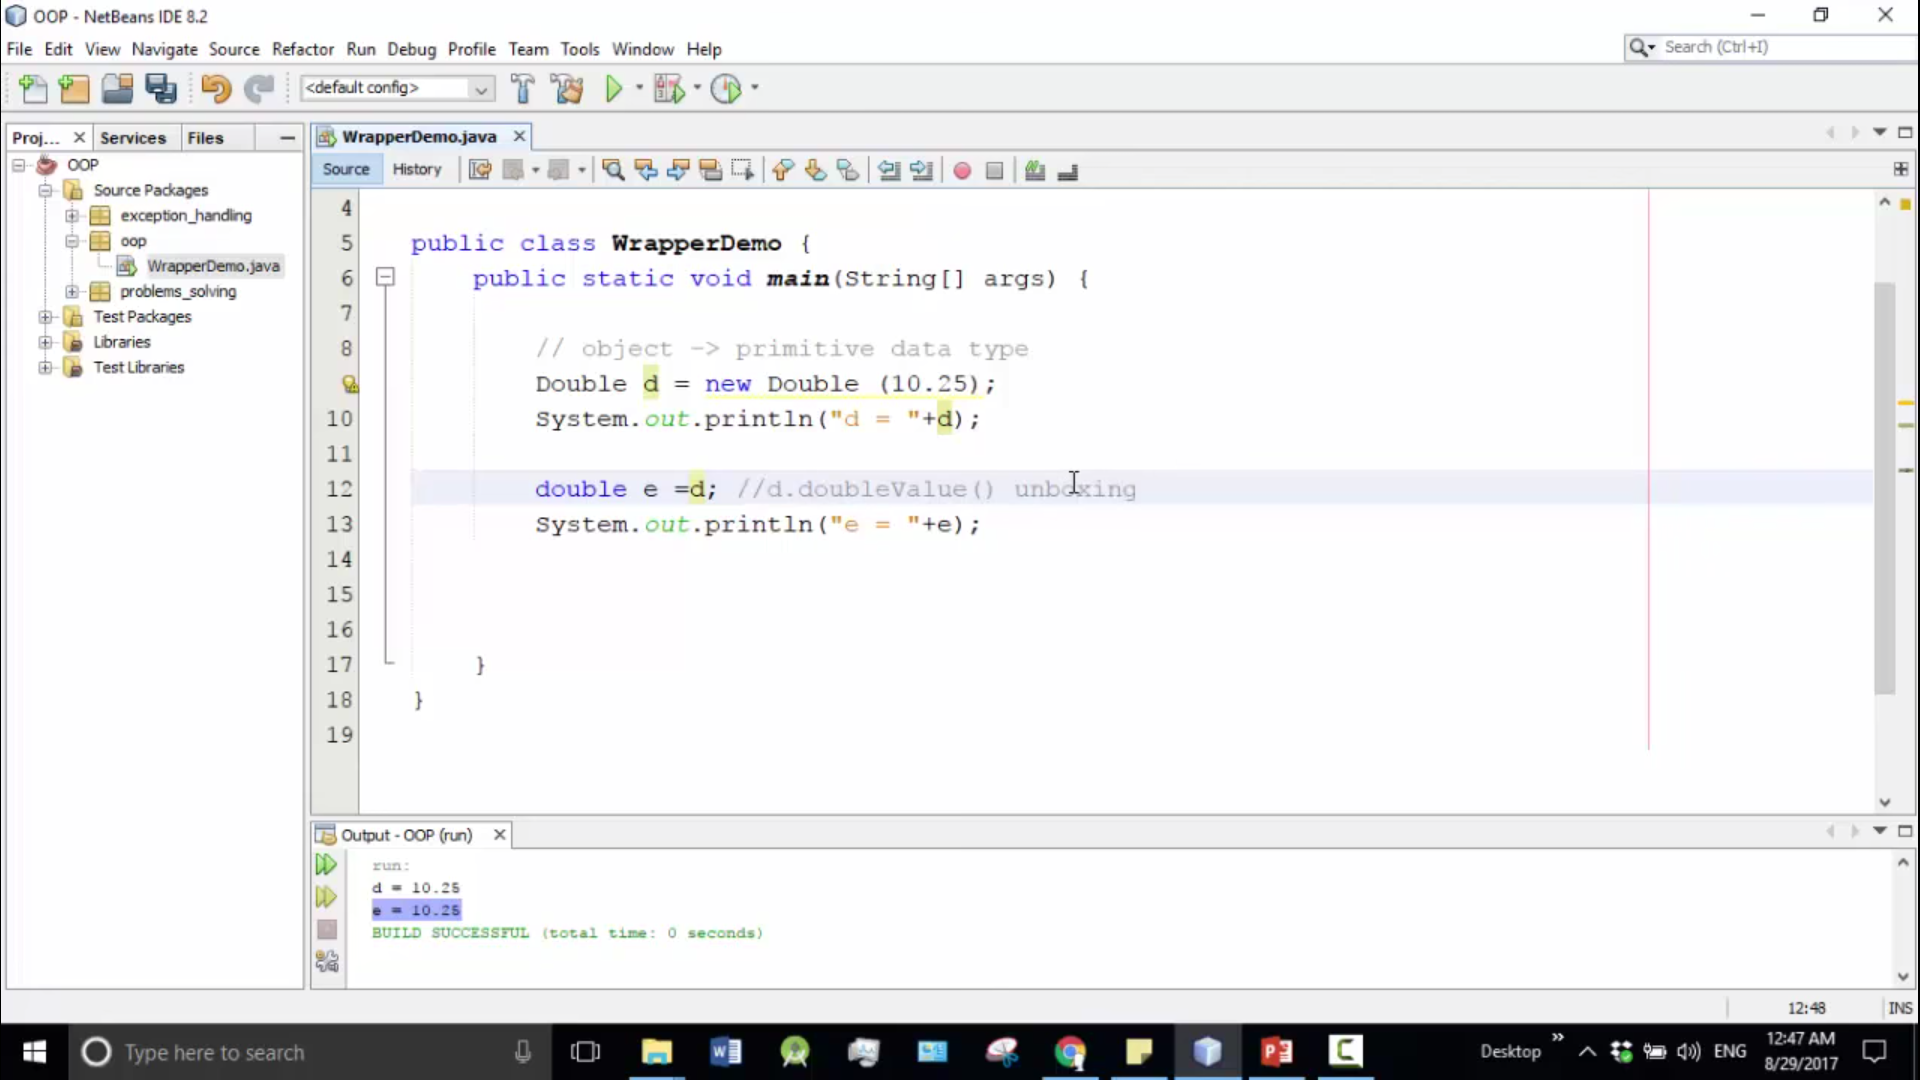 OOP - NetBeans IDE 8.2
File Edit View Navigate Source Refactor Run Debug Profile Team Tools Window Help
Search (Ctrl+I)
<default config>
Proj... Services Files
OOP
Source Packages
exception_handling
oop
WrapperDemo.java
problems_solving
Test Packages
Libraries
Test Libraries
WrapperDemo.java
Source History
4
5 public class WrapperDemo {
6 public static void main(String[] args) {
7
8 // object -> primitive data type
Double d = new Double (10.25);
10 System.out.println("d = "+d);
11
12 double e =d; //d.doubleValue() unboxing
13 System.out.println("e = "+e);
14
15
16
17 }
18 }
19
Output - OOP (run)
run:
d = 10.25
e = 10.25
BUILD SUCCESSFUL (total time: 0 seconds)
12:48 INS
Type here to search
Desktop
ENG
12:47 AM
8/29/2017